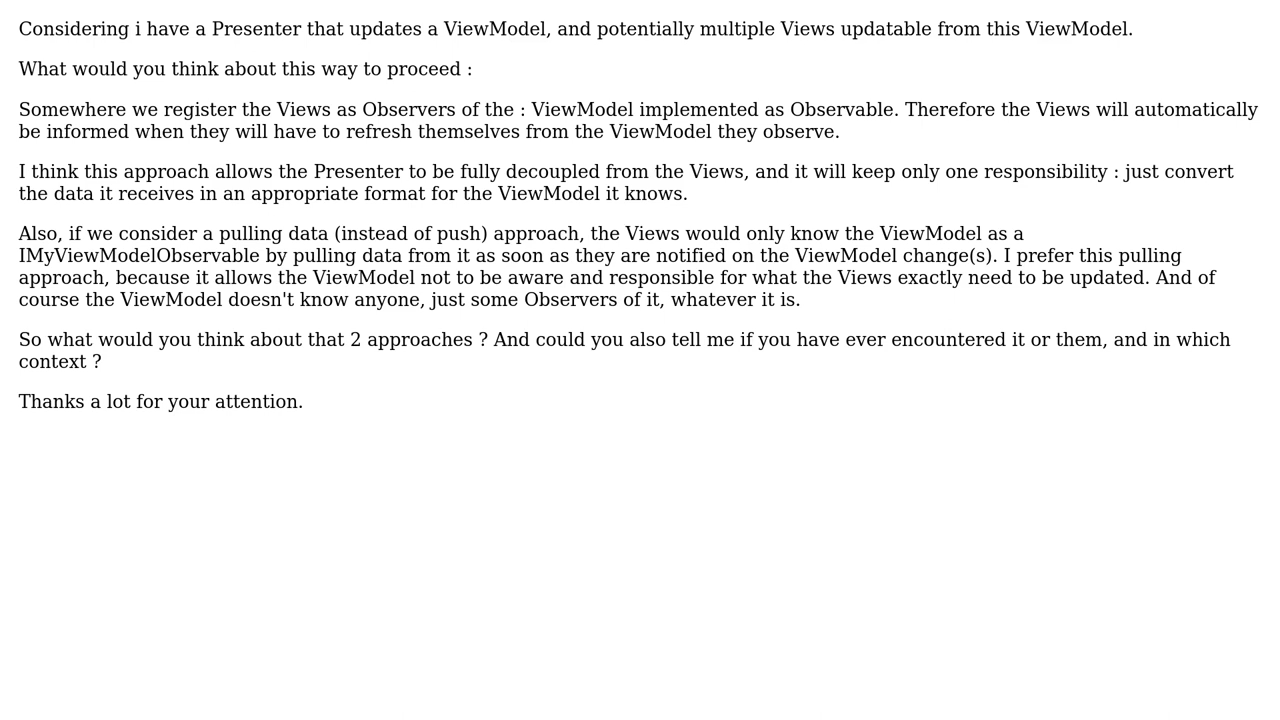 Considering i have a Presenter that updates a ViewModel, and potentially multiple Views updatable from this ViewModel.
What would you think about this way to proceed :
Somewhere we register the Views as Observers of the : ViewModel implemented as Observable. Therefore the Views will automatically
be informed when they will have to refresh themselves from the ViewModel they observe.
I think this approach allows the Presenter to be fully decoupled from the Views, and it will keep only one responsibility : just convert
the data it receives in an appropriate format for the ViewModel it knows.
Also, if we consider a pulling data (instead of push) approach, the Views would only know the ViewModel as a
IMyViewModelObservable by pulling data from it as soon as they are notified on the ViewModel change(s). I prefer this pulling
approach, because it allows the ViewModel not to be aware and responsible for what the Views exactly need to be updated. And of
course the ViewModel doesn't know anyone, just some Observers of it, whatever it is.
So what would you think about that 2 approaches ? And could you also tell me if you have ever encountered it or them, and in which
context ?
Thanks a lot for your attention.